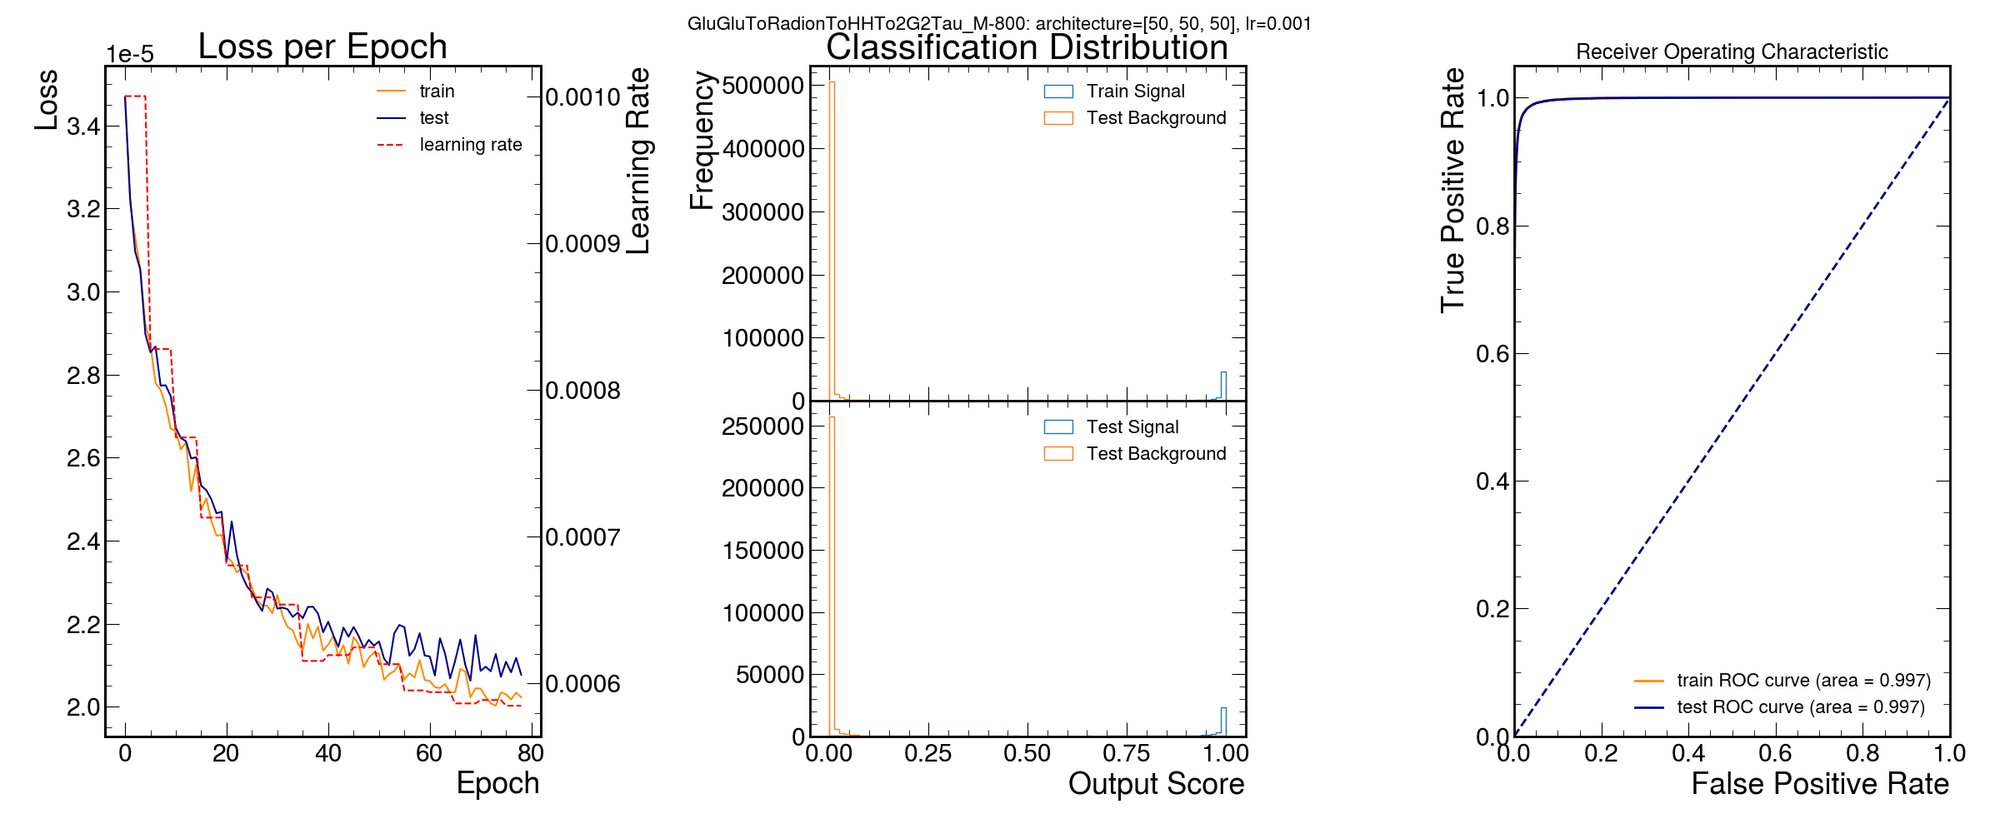 GluGluToRadionToHHTo2G2Tau_M-800: architecture=[50, 50, 50], lr=0.001
Loss per Epoch
1e-5
Loss
3.4
3.2
3.0
2.8
2.6
2.4
2.2
2.0
0
20
40
60
80
Epoch
train
test
learning rate
Learning Rate
0.0010
0.0009
0.0008
0.0007
0.0006
Classification Distribution
Frequency
500000
400000
300000
200000
100000
0
Train Signal
Test Background
250000
200000
150000
100000
50000
0
Test Signal
Test Background
0.00
0.25
0.50
0.75
1.00
Output Score
Receiver Operating Characteristic
True Positive Rate
1.0
0.8
0.6
0.4
0.2
0.0
train ROC curve (area = 0.997)
test ROC curve (area = 0.997)
0.0
0.2
0.4
0.6
0.8
1.0
False Positive Rate